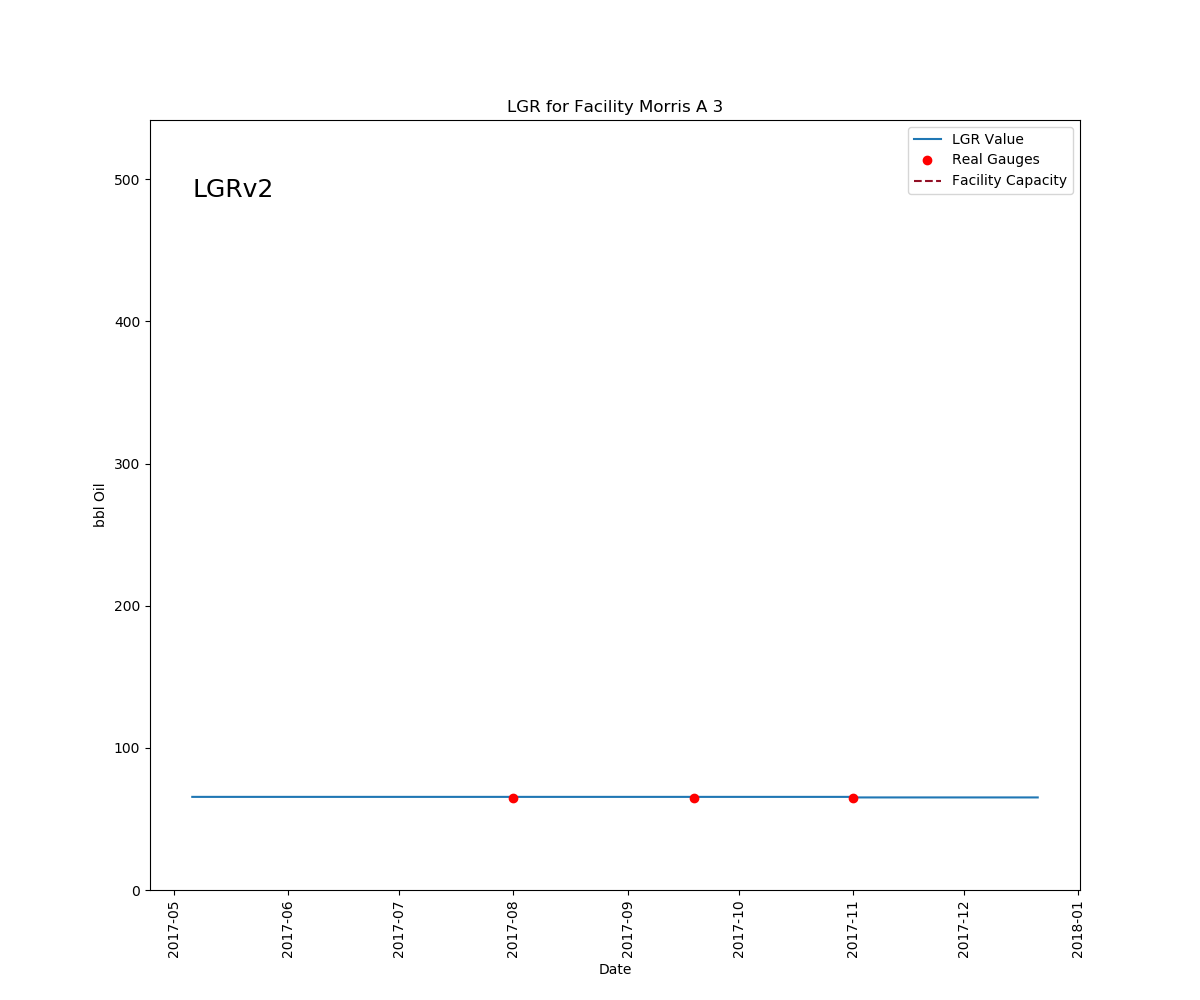 LGR for Facility Morris A 3
LGR Value
Real Gauges
Facility Capacity
LGRv2
500
400
300
200
100
0
bbl Oil
2017-05
2017-06
2017-07
2017-08
2017-09
2017-10
2017-11
2017-12
2018-01
Date